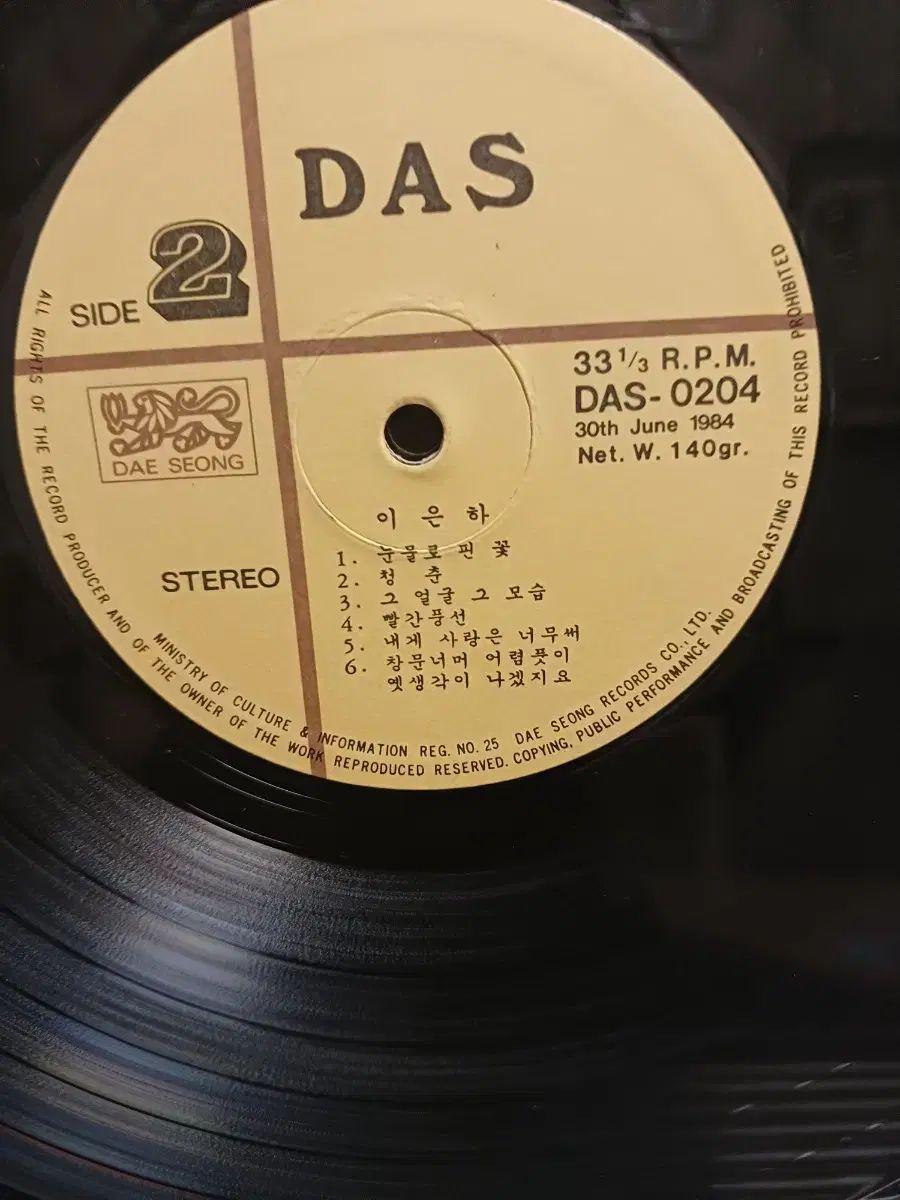 DAS
SIDE 2
DAE SEONG
STEREO
33 1/3 R.P.M.
DAS-0204
30th June 1984
Net. W. 140gr.
이 은 하
1. 눈물로 핀 꽃
2. 청 춘
3. 그 얼굴 그 모습
4. 빨간풍선
5. 내게 사랑은 너무써
6. 창문너머 어렴풋이
옛생각이 나겠지요
MINISTRY OF CULTURE & INFORMATION REG. NO. 25 DAE SEONG RECORDS CO., LTD.
ALL RIGHTS OF THE RECORD PRODUCER AND OF THE OWNER OF THE WORK REPRODUCED RESERVED. COPYING, PUBLIC PERFORMANCE AND BROADCASTING OF THIS RECORD PROHIBITED